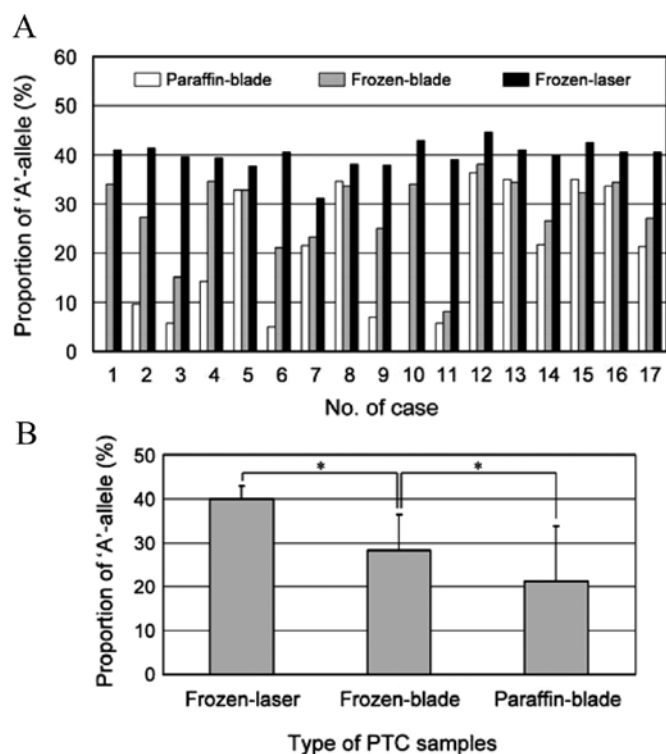 A
Proportion of 'A'-allele (%)
60
50
40
30
20
10
0
Paraffin-blade Frozen-blade Frozen-laser
1 2 3 4 5 6 7 8 9 10 11 12 13 14 15 16 17
No. of case
B
Proportion of 'A'-allele (%)
50
40
30
20
10
0
* *
Frozen-laser Frozen-blade Paraffin-blade
Type of PTC samples